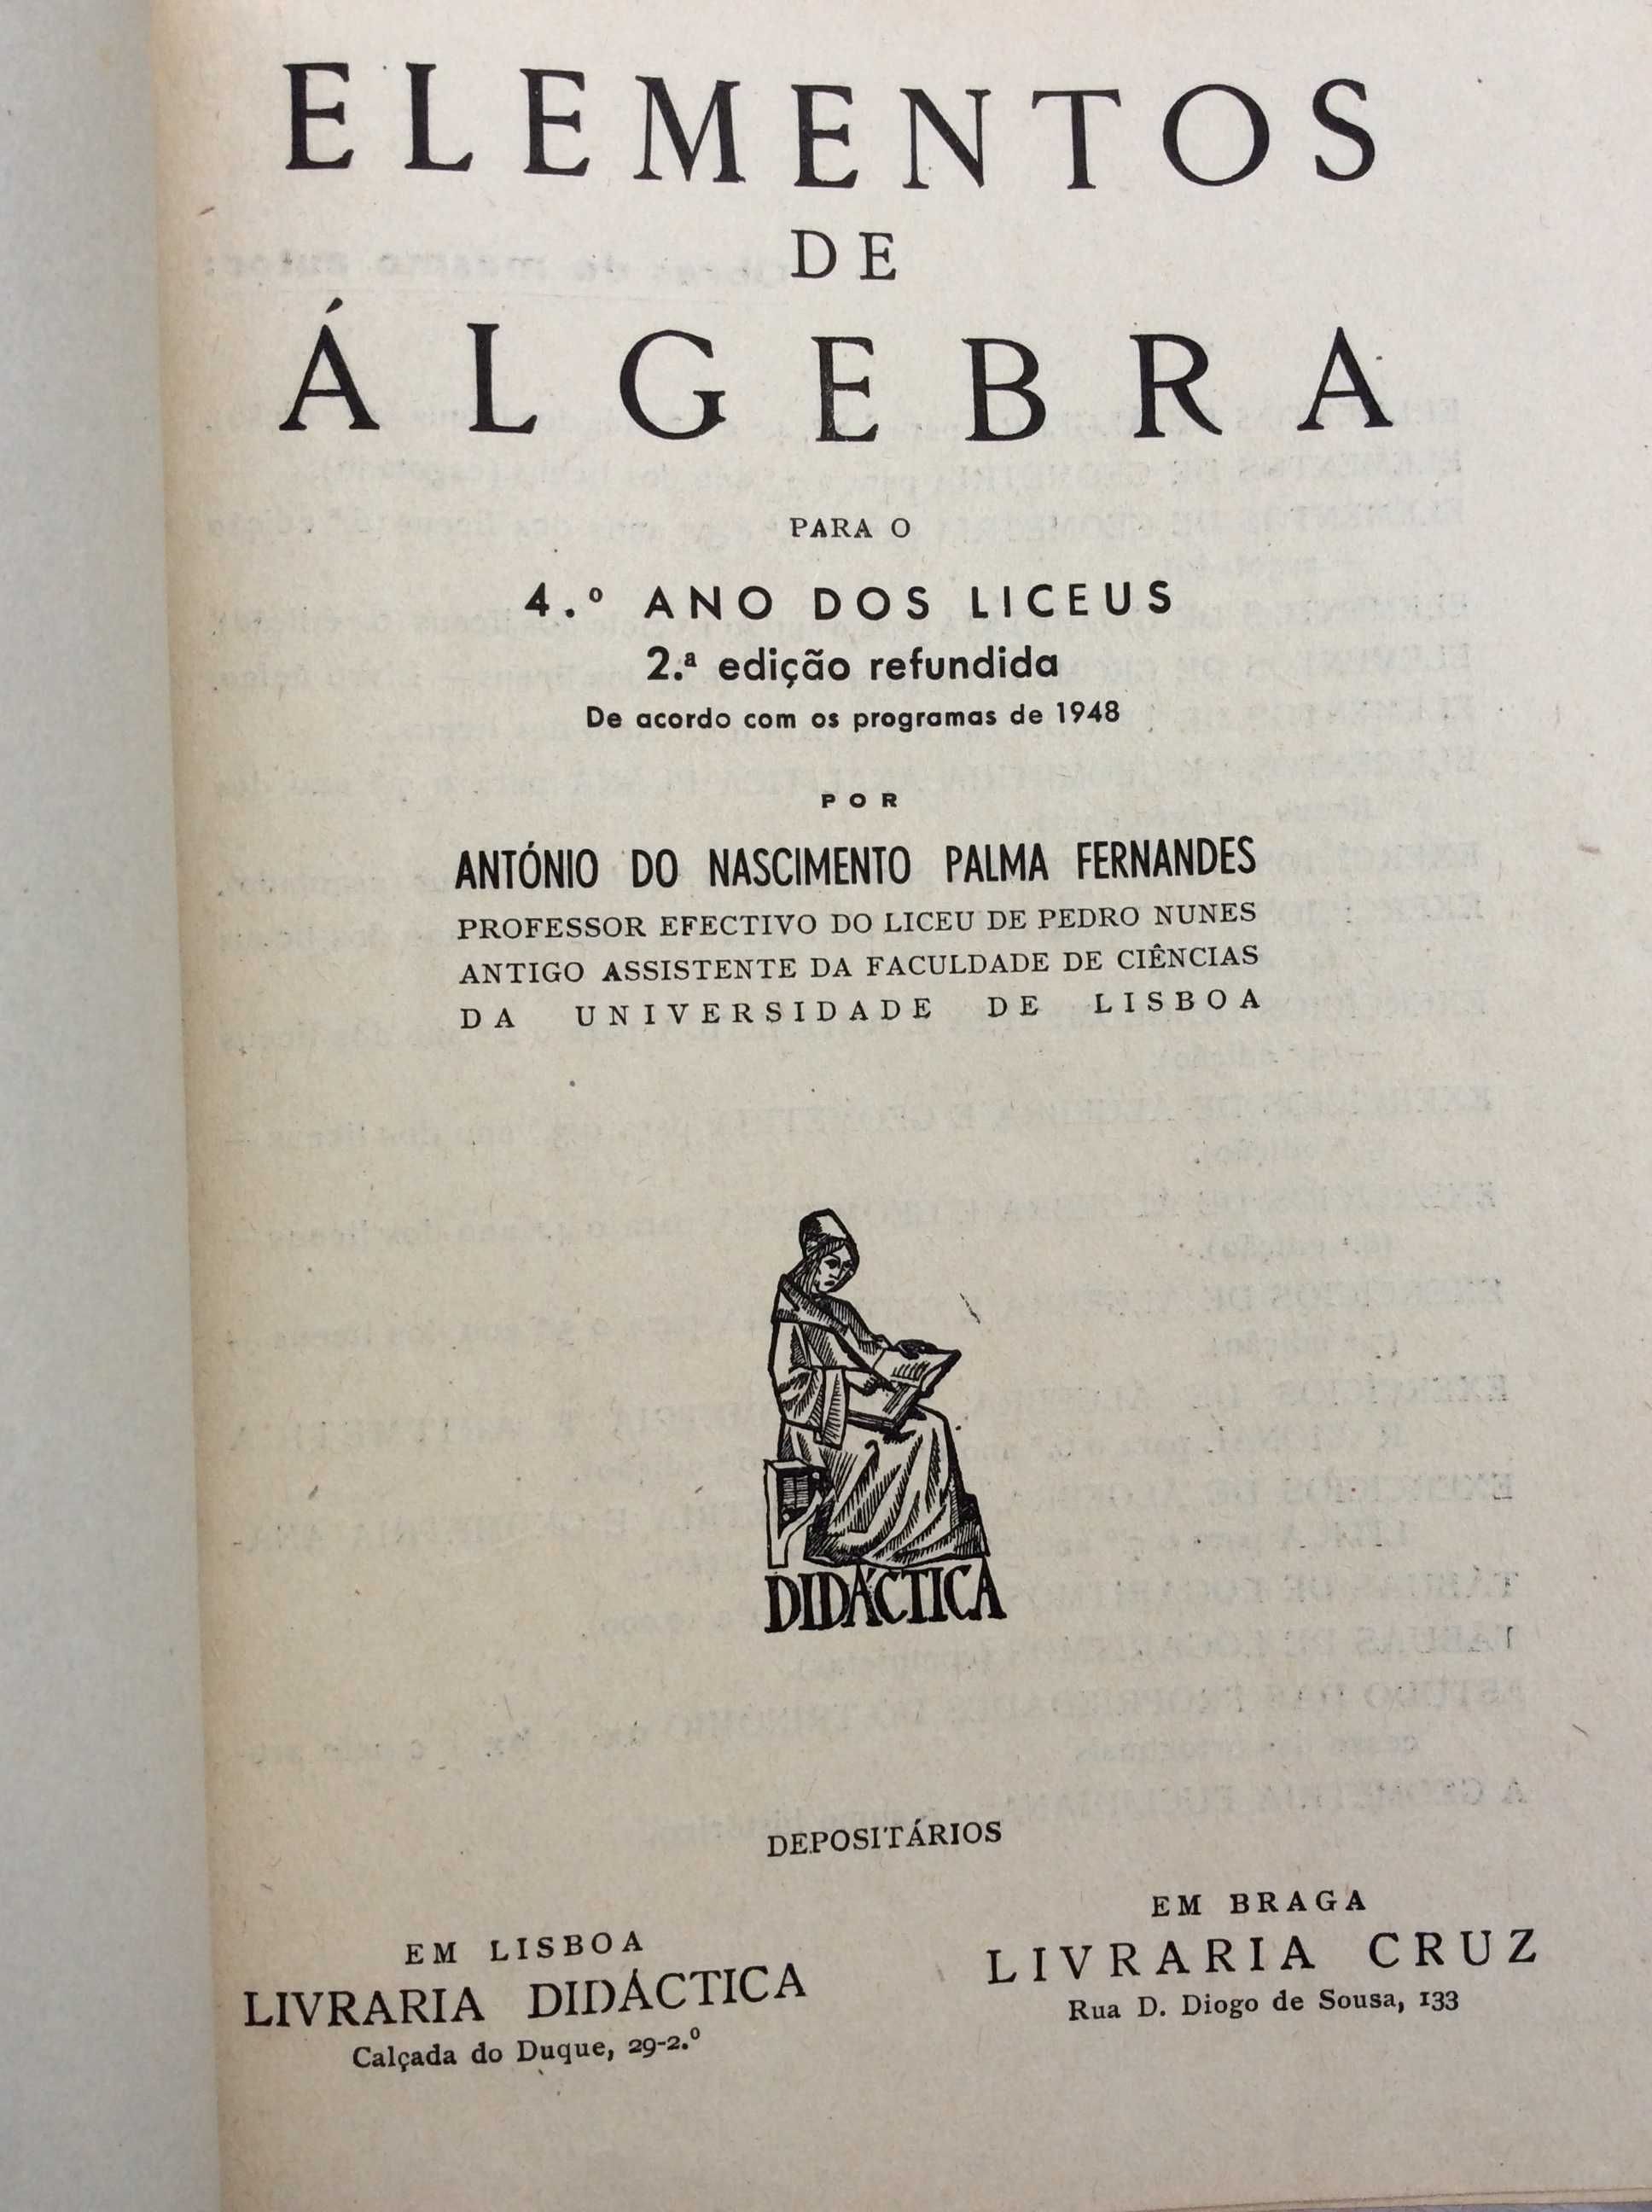 ELEMENTOS
DE
ÁLGEBRA
PARA O
4.º ANO DOS LICEUS
2.ª edição refundida
De acordo com os programas de 1948
POR
ANTÓNIO DO NASCIMENTO PALMA FERNANDES
PROFESSOR EFECTIVO DO LICEU DE PEDRO NUNES
ANTIGO ASSISTENTE DA FACULDADE DE CIÊNCIAS
DA UNIVERSIDADE DE LISBOA
DIDÁCTICA
DEPOSITÁRIOS
EM LISBOA
LIVRARIA DIDÁCTICA
Calçada do Duque, 29-2.º
EM BRAGA
LIVRARIA CRUZ
Rua D. Diogo de Sousa, 133